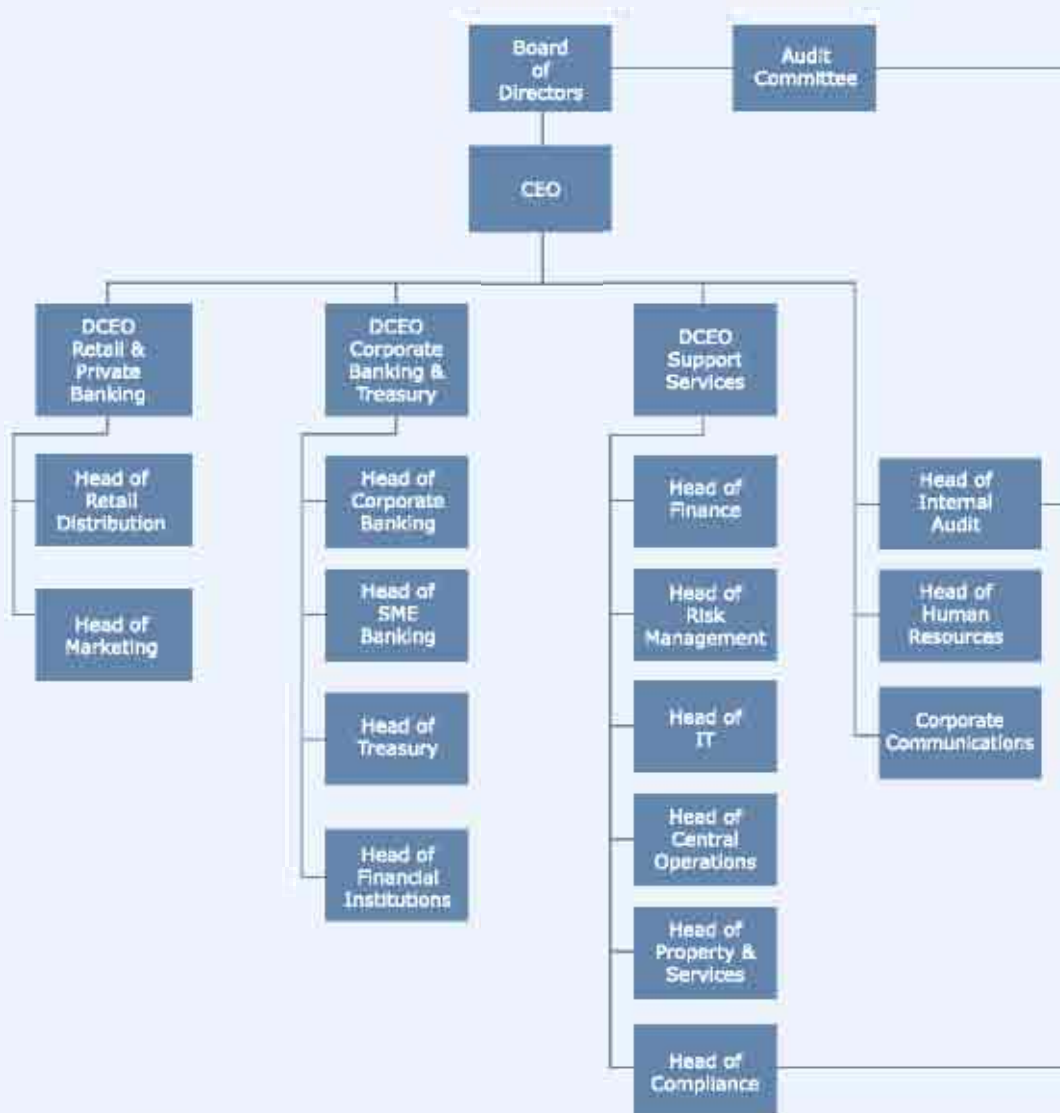 Board
of
Directors
Audit
Committee
CEO
DCEO
Retail &
Private
Banking
DCEO
Corporate
Banking &
Treasury
DCEO
Support
Services
Head of
Retail
Distribution
Head of
Marketing
Head of
Corporate
Banking
Head of
SME
Banking
Head of
Treasury
Head of
Financial
Institutions
Head of
Finance
Head of
Risk
Management
Head of
IT
Head of
Central
Operations
Head of
Property &
Services
Head of
Compliance
Head of
Internal
Audit
Head of
Human
Resources
Corporate
Communications